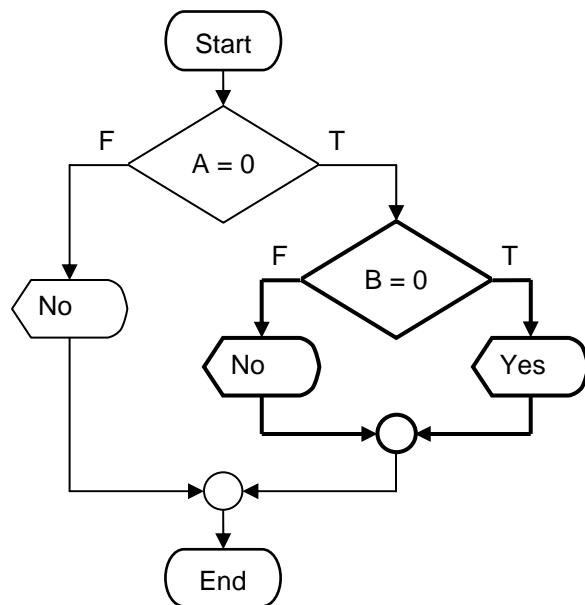 Start
F
T
A = 0
F
T
B = 0
No
No
Yes
End